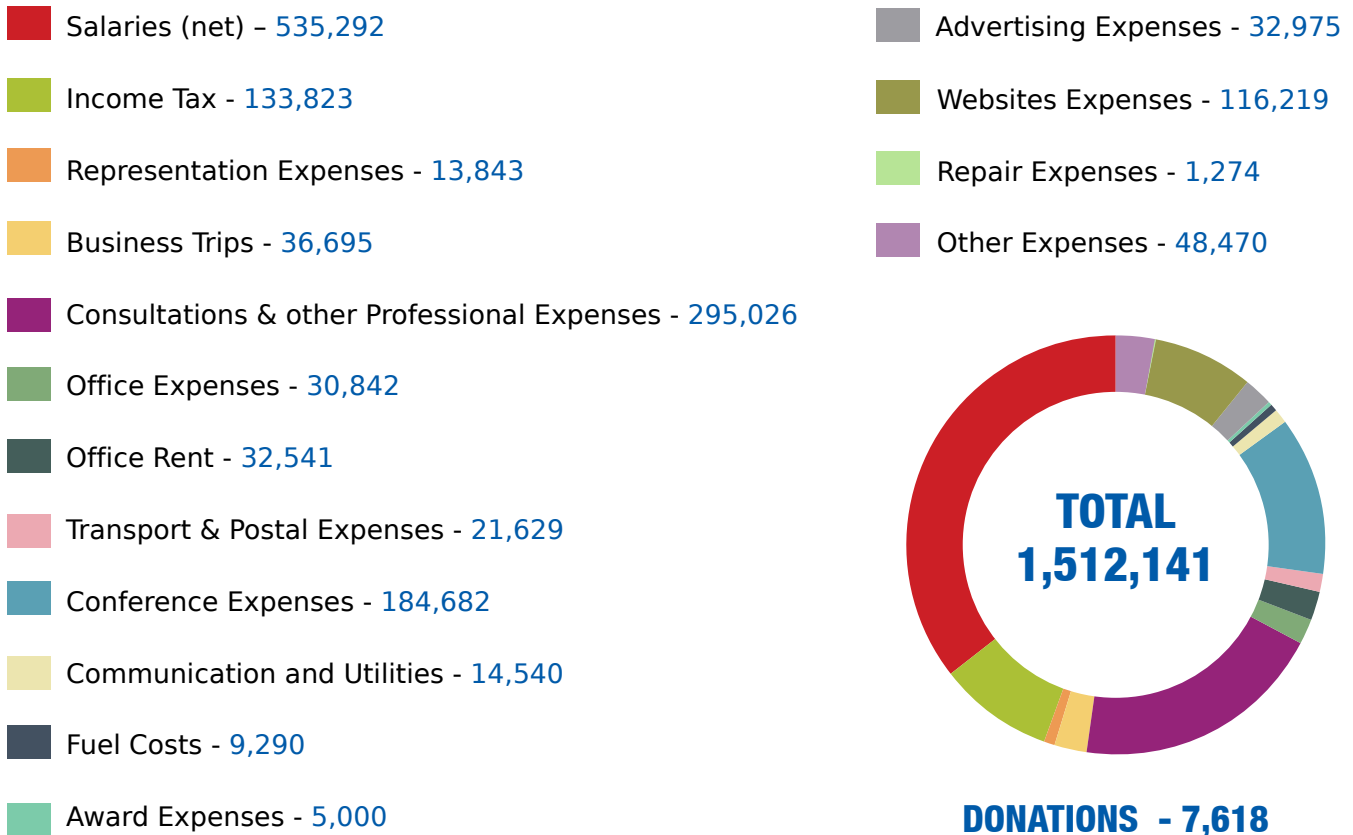 Salaries (net) – 535,292
Income Tax - 133,823
Representation Expenses - 13,843
Business Trips - 36,695
Consultations & other Professional Expenses - 295,026
Office Expenses - 30,842
Office Rent - 32,541
Transport & Postal Expenses - 21,629
Conference Expenses - 184,682
Communication and Utilities - 14,540
Fuel Costs - 9,290
Award Expenses - 5,000
Advertising Expenses - 32,975
Websites Expenses - 116,219
Repair Expenses - 1,274
Other Expenses - 48,470
TOTAL
1,512,141
DONATIONS - 7,618